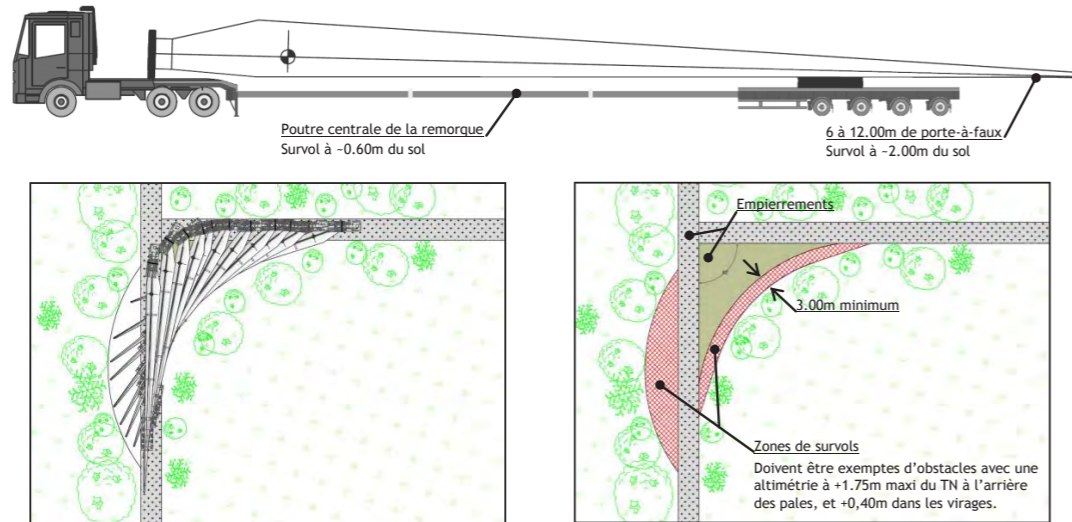 Poutre centrale de la remorque
Survol à ~0.60m du sol
6 à 12.00m de porte-à-faux
Survol à ~2.00m du sol
Empierrements
3.00m minimum
Zones de survols
Doivent être exemptes d’obstacles avec une
altimétrie à +1.75m maxi du TN à l’arrière
des pales, et +0,40m dans les virages.